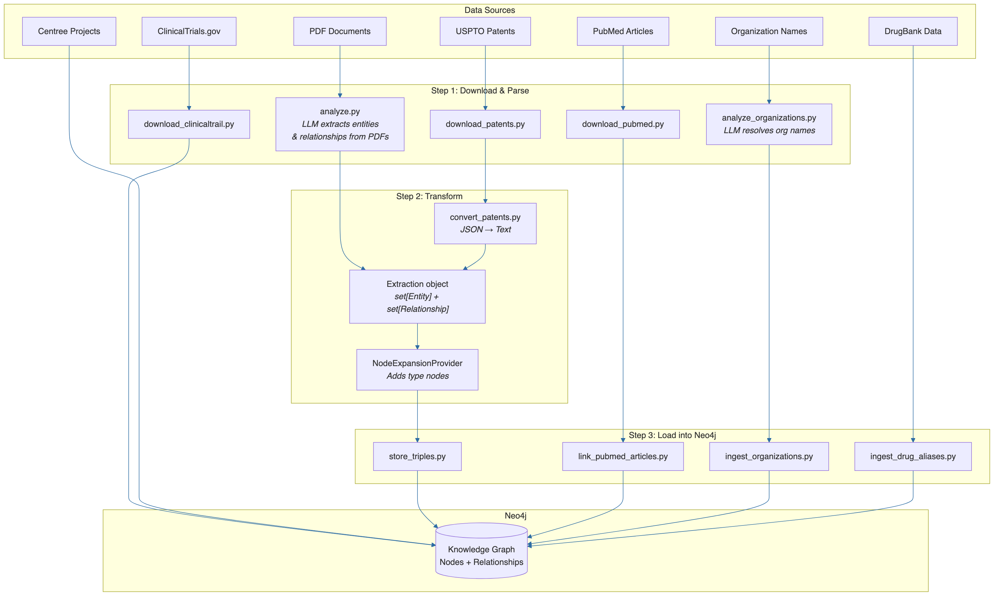 Data Sources
Centree Projects
ClinicalTrials.gov
PDF Documents
USPTO Patents
PubMed Articles
Organization Names
DrugBank Data
Step 1: Download & Parse
download_clinicaltrail.py
analyze.py
LLM extracts entities
& relationships from PDFs
download_patents.py
download_pubmed.py
analyze_organizations.py
LLM resolves org names
Step 2: Transform
convert_patents.py
JSON → Text
Extraction object
set[Entity] +
set[Relationship]
NodeExpansionProvider
Adds type nodes
Step 3: Load into Neo4j
store_triples.py
link_pubmed_articles.py
ingest_organizations.py
ingest_drug_aliases.py
Neo4j
Knowledge Graph
Nodes + Relationships